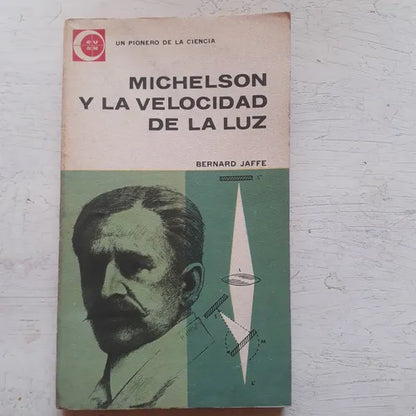 UN PIONERO DE LA CIENCIA
MICHELSON
Y LA VELOCIDAD
DE LA LUZ
BERNARD JAFFE